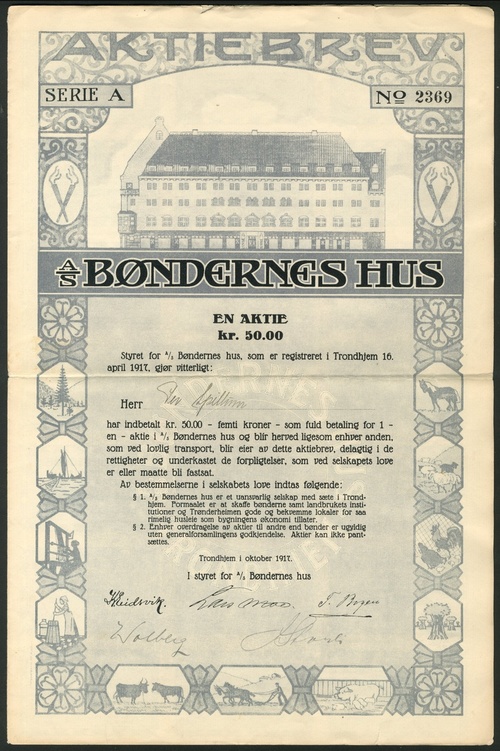 AKTIEBREV
SERIE A
No 2369
A/S BØNDERNES HUS
EN AKTIE
kr. 50.00
Styret for A/S Bøndernes hus, som er registreret i Trondhjem 16.
april 1917, gjør vitterligt:
Herr Per Spillum
har indbetalt kr. 50.00 - femti kroner - som fuld betaling for 1 -
en - aktie i A/S Bøndernes hus og blir herved ligesom enhver anden,
som ved lovlig transport, blir eier av dette aktiebrev, delagtig i de
rettigheter og underkastet de forpligtelser, som ved selskapets love
er eller maatte bli fastsat.
Av bestemmelserne i selskabets love indtas følgende:
§ 1. A/S Bøndernes hus er et uansvarlig selskap med sæte i Trond-
hjem. Formaalet er at skaffe bønderne samt landbrukets insti-
tutioner og Trønderheimen gode og bekvemme lokaler for saa
rimelig husleie som bygningens økonomi tillater.
§ 2. Enhver overdragelse av aktier til andre end bønder er ugyldig
uten generalforsamlingens godkjendelse. Aktier kan ikke pant-
sættes.
Trondhjem i oktober 1917.
I styret for A/S Bøndernes hus
Kleidsvik. Lars Moa.
Wolberg